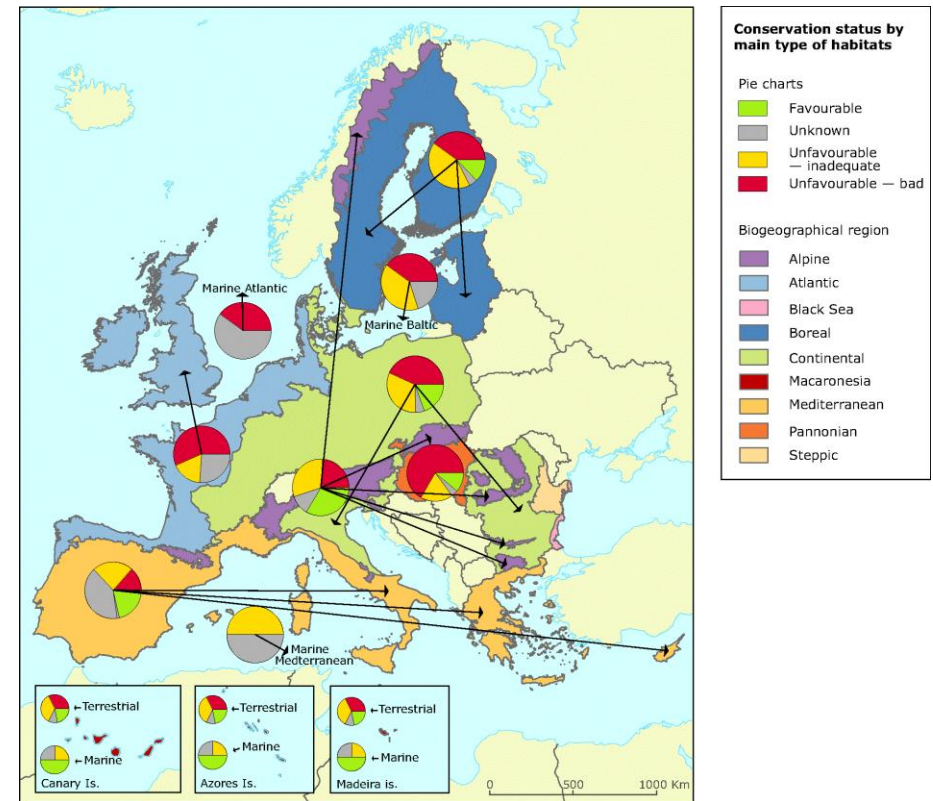 Conservation status by
main type of habitats
Pie charts
Favourable
Unknown
Unfavourable
— inadequate
Unfavourable — bad
Biogeographical region
Alpine
Atlantic
Black Sea
Boreal
Continental
Macaronesia
Mediterranean
Pannonian
Steppic
Marine Atlantic
Marine Baltic
Marine
Mederterranean
←Terrestrial
←Marine
Canary Is.
←Terrestrial
←Marine
Azores Is.
←Terrestrial
←Marine
Madeira is.
0 500 1000 Km